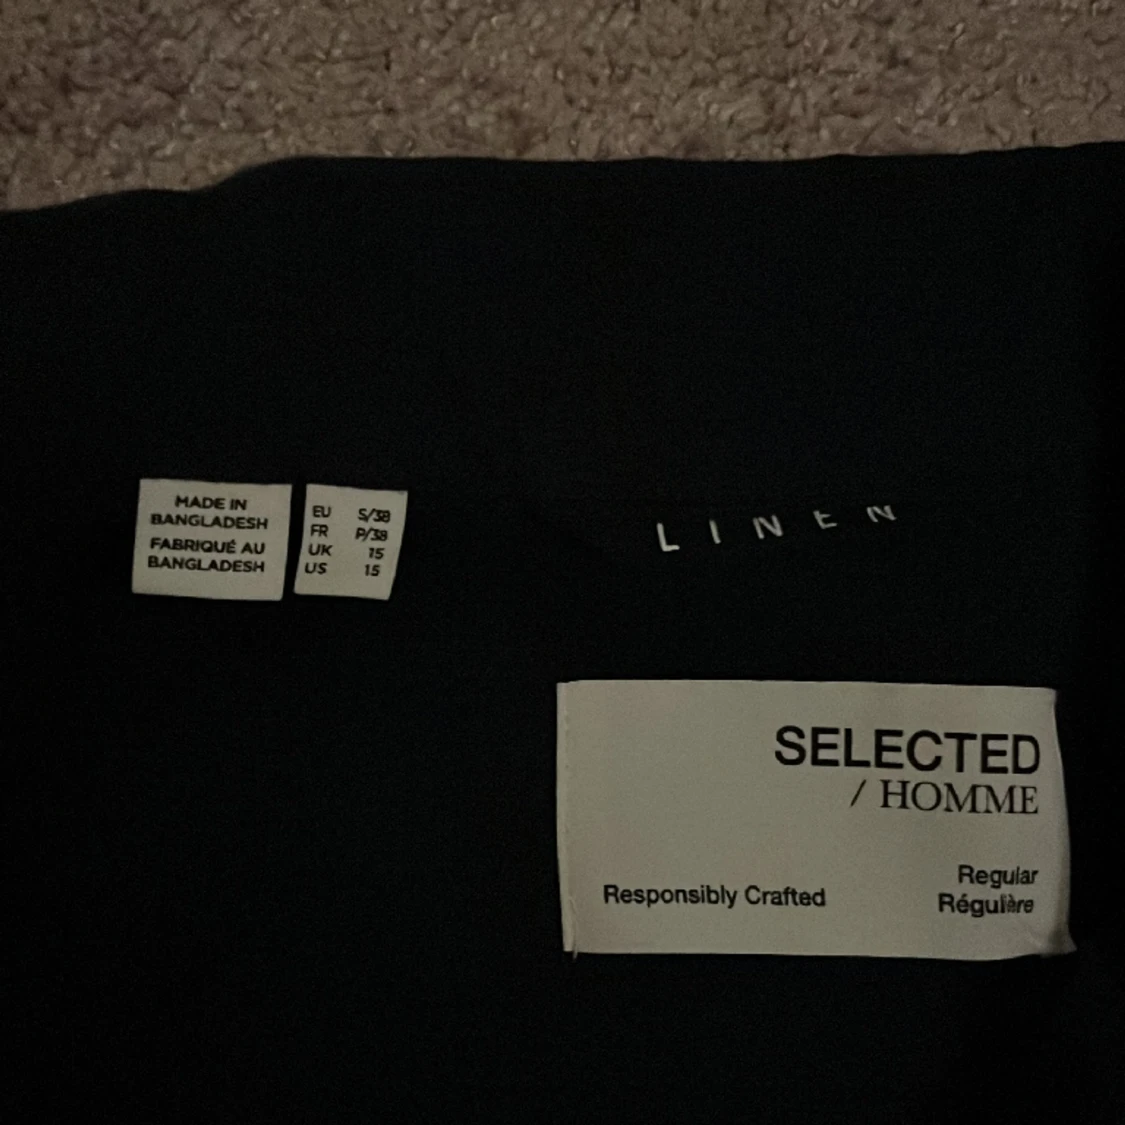 MADE IN
BANGLADESH
FABRIQUÉ AU
BANGLADESH
EU S/38
FR P/38
UK 15
US 15
LINEN
SELECTED
/ HOMME
Responsibly Crafted
Regular
Régulière